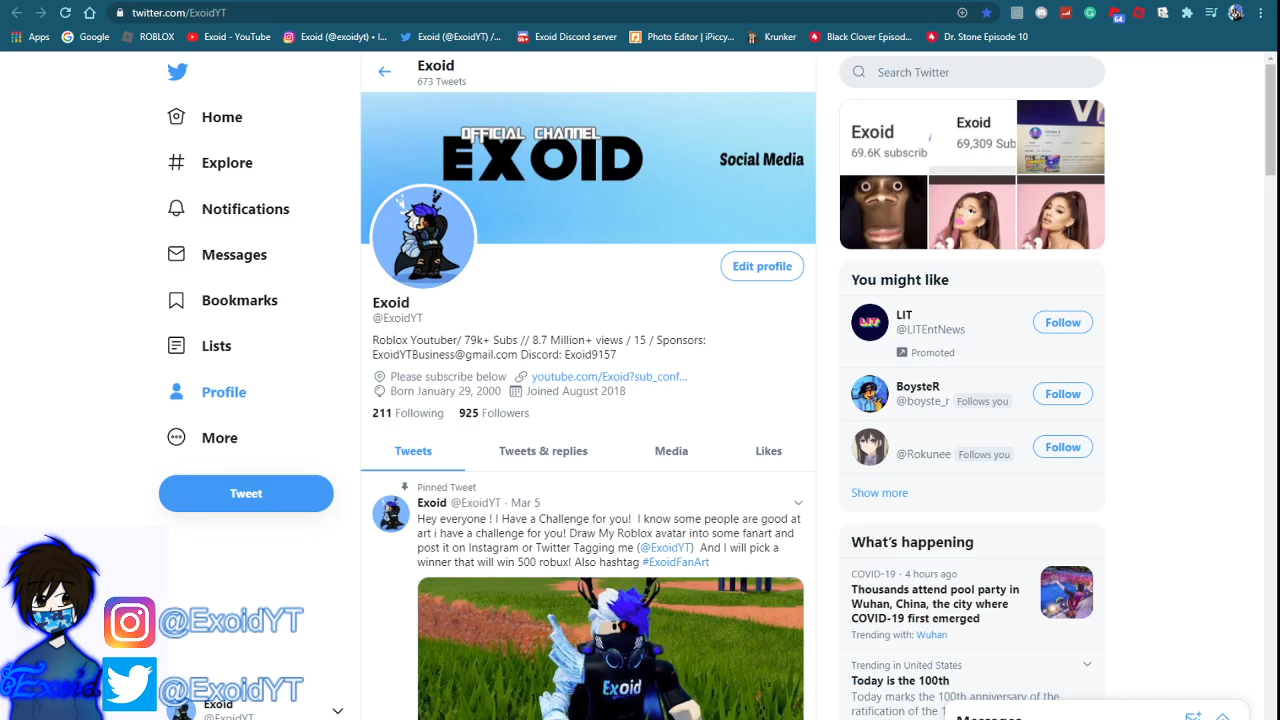 twitter.com/ExoidYT
64
Apps
Google
ROBLOX
Exoid - YouTube
Exoid (@exoidyt) • I...
Exoid (@ExoidYT) /...
Exoid Discord server
Photo Editor | iPiccy...
Krunker
Black Clover Episod...
Dr. Stone Episode 10
Home
Explore
Notifications
Messages
Bookmarks
Lists
Profile
More
Tweet
Exoid
673 Tweets
OFFICIAL CHANNEL
EXOID
Social Media
Edit profile
Exoid
@ExoidYT
Roblox Youtuber/ 79k+ Subs // 8.7 Million+ views / 15 / Sponsors:
ExoidYTBusiness@gmail.com Discord: Exoid9157
Please subscribe below youtube.com/Exoid?sub_conf...
Born January 29, 2000 Joined August 2018
211 Following 925 Followers
Tweets
Tweets & replies
Media
Likes
Pinned Tweet
Exoid @ExoidYT · Mar 5
Hey everyone ! I Have a Challenge for you! I know some people are good at
art i have a challenge for you! Draw My Roblox avatar into some fanart and
post it on Instagram or Twitter Tagging me (@ExoidYT) And I will pick a
winner that will win 500 robux! Also hashtag #ExoidFanArt
Exoid
Search Twitter
Exoid
69.6K subscrib
Exoid
69,309 Sub
You might like
LIT
@LITEntNews
Follow
Promoted
BoysteR
@boyste_r Follows you
Follow
@Rokunee Follows you
Follow
Show more
What's happening
COVID-19 · 4 hours ago
Thousands attend pool party in
Wuhan, China, the city where
COVID-19 first emerged
Trending with: Wuhan
Trending in United States
Today is the 100th
Today marks the 100th anniversary of the
ratification of the
Messages
Exoid
@ExoidYT
@ExoidYT
Exoid
@ExoidYT